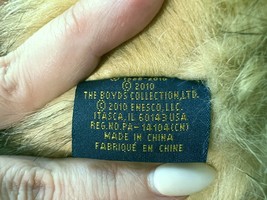 © 2010
THE BOYDS COLLECTION, LTD.
© 2010 ENESCO, LLC.
ITASCA, IL 60143 USA
REG.NO.PA-14104(CN)
MADE IN CHINA
FABRIQUÉ EN CHINE